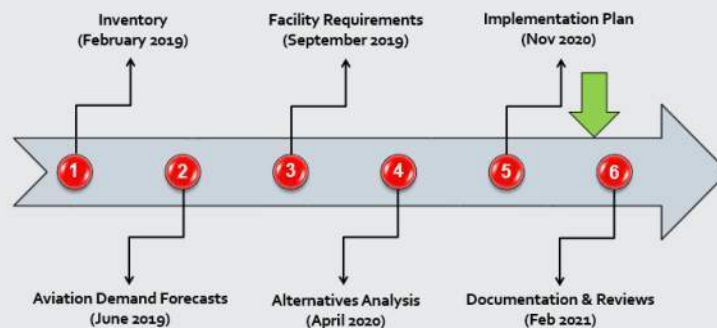 Inventory
(February 2019)
Facility Requirements
(September 2019)
Implementation Plan
(Nov 2020)
1
2
3
4
5
6
Aviation Demand Forecasts
(June 2019)
Alternatives Analysis
(April 2020)
Documentation & Reviews
(Feb 2021)